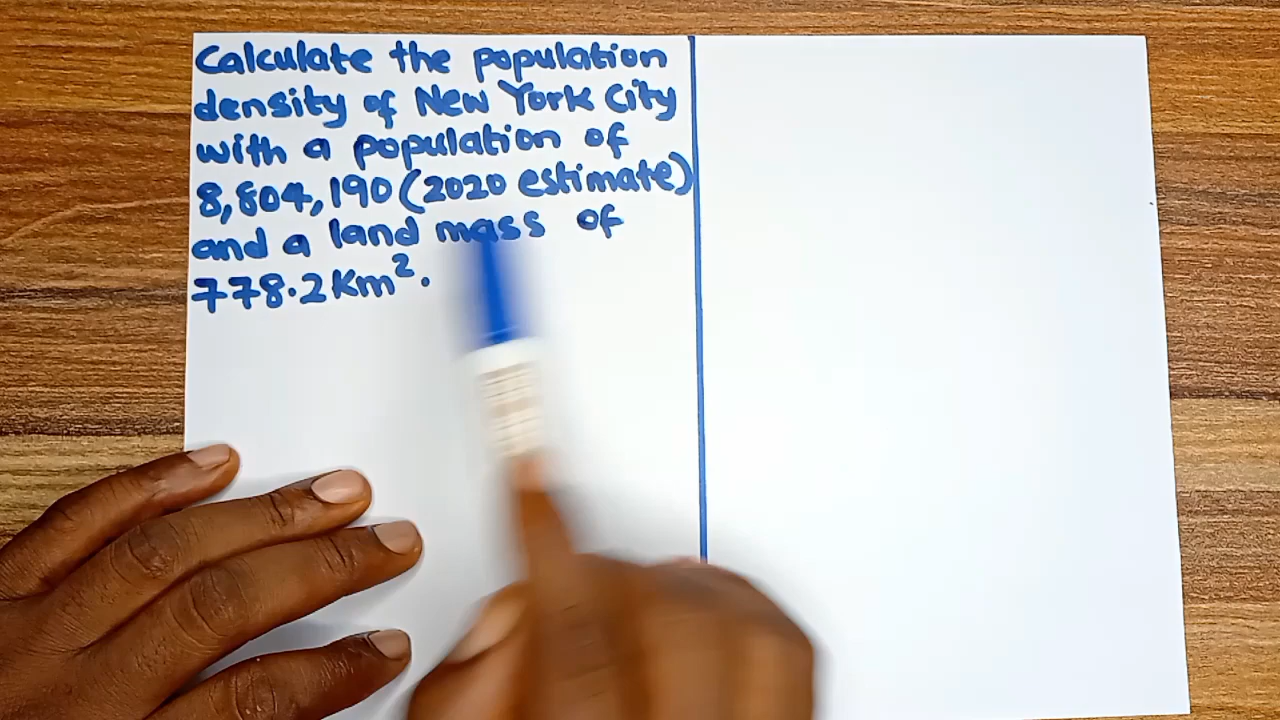 Calculate the population
density of New York City
with a population of
8,804,190 (2020 estimate)
and a land mass of
778.2 Km².